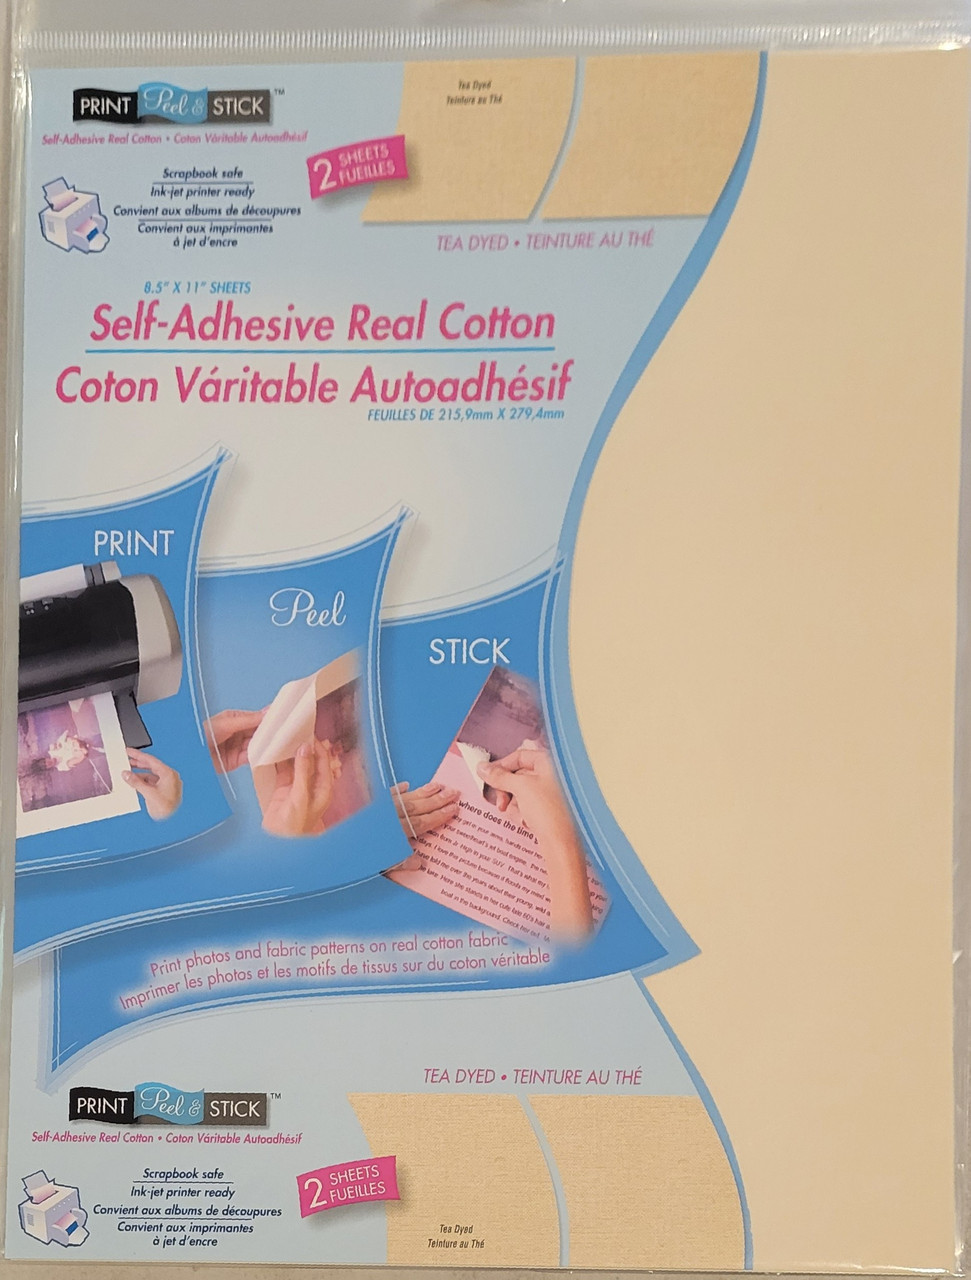 PRINT Peel & STICK™
Self-Adhesive Real Cotton • Coton Váritable Autoadhésif
Scrapbook safe
Ink-jet printer ready
Convient aux albums de découpures
Convient aux imprimantes
à jet d'encre
2 SHEETS
FUEILLES
Tea Dyed
Teinture au Thé
TEA DYED • TEINTURE AU THÉ
8.5" X 11" SHEETS
Self-Adhesive Real Cotton
Coton Váritable Autoadhésif
FEUILLES DE 215,9mm X 279,4mm
PRINT
Peel
STICK
where does the time
Print photos and fabric patterns on real cotton fabric
Imprimer les photos et les motifs de tissus sur du coton véritable
TEA DYED • TEINTURE AU THÉ
PRINT Peel & STICK™
Self-Adhesive Real Cotton • Coton Váritable Autoadhésif
Scrapbook safe
Ink-jet printer ready
Convient aux albums de découpures
Convient aux imprimantes
à jet d'encre
2 SHEETS
FUEILLES
Tea Dyed
Teinture au Thé